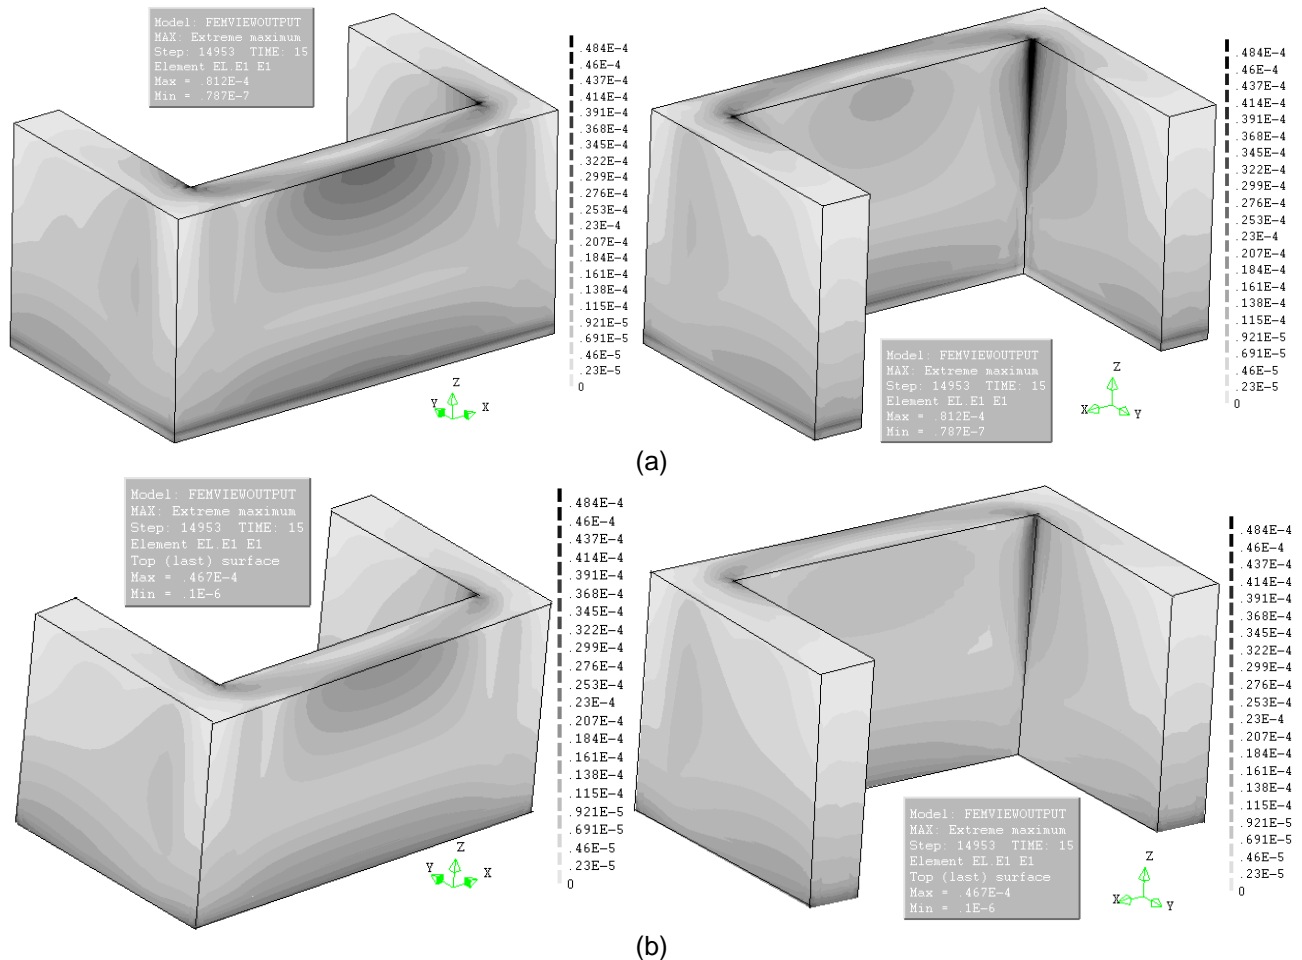 Model: FEMVIEWOUTPUT
MAX: Extreme maximum
Step: 14953 TIME: 15
Element EL.E1 E1
Max = .812E-4
Min = .787E-7
.484E-4
.46E-4
.437E-4
.414E-4
.391E-4
.368E-4
.345E-4
.322E-4
.299E-4
.276E-4
.253E-4
.23E-4
.207E-4
.184E-4
.161E-4
.138E-4
.115E-4
.921E-5
.691E-5
.46E-5
.23E-5
0
Z
Y X
.484E-4
.46E-4
.437E-4
.414E-4
.391E-4
.368E-4
.345E-4
.322E-4
.299E-4
.276E-4
.253E-4
.23E-4
.207E-4
.184E-4
.161E-4
.138E-4
.115E-4
.921E-5
.691E-5
.46E-5
.23E-5
0
Model: FEMVIEWOUTPUT
MAX: Extreme maximum
Step: 14953 TIME: 15
Element EL.E1 E1
Max = .812E-4
Min = .787E-7
Z
X Y
(a)
Model: FEMVIEWOUTPUT
MAX: Extreme maximum
Step: 14953 TIME: 15
Element EL.E1 E1
Top (last) surface
Max = .467E-4
Min = .1E-6
.484E-4
.46E-4
.437E-4
.414E-4
.391E-4
.368E-4
.345E-4
.322E-4
.299E-4
.276E-4
.253E-4
.23E-4
.207E-4
.184E-4
.161E-4
.138E-4
.115E-4
.921E-5
.691E-5
.46E-5
.23E-5
0
Z
Y X
.484E-4
.46E-4
.437E-4
.414E-4
.391E-4
.368E-4
.345E-4
.322E-4
.299E-4
.276E-4
.253E-4
.23E-4
.207E-4
.184E-4
.161E-4
.138E-4
.115E-4
.921E-5
.691E-5
.46E-5
.23E-5
0
Model: FEMVIEWOUTPUT
MAX: Extreme maximum
Step: 14953 TIME: 15
Element EL.E1 E1
Top (last) surface
Max = .467E-4
Min = .1E-6
Z
X Y
(b)